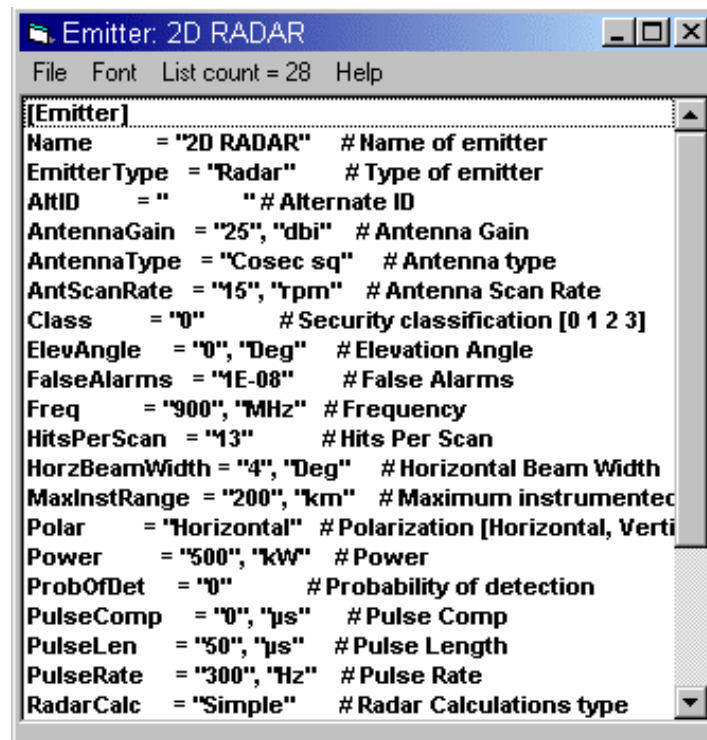 Emitter: 2D RADAR
File Font List count = 28 Help
[Emitter]
Name = "2D RADAR" #Name of emitter
EmitterType = "Radar" #Type of emitter
AltID = " "#Alternate ID
AntennaGain = "25", "dbi" #Antenna Gain
AntennaType = "Cosec sq" #Antenna type
AntScanRate = "15", "rpm" #Antenna Scan Rate
Class = "0" #Security classification [0 1 2 3]
ElevAngle = "0", "Deg" #Elevation Angle
FalseAlarms = "1E-08" #False Alarms
Freq = "900", "MHz" #Frequency
HitsPerScan = "13" #Hits Per Scan
HorzBeamWidth = "4", "Deg" #Horizontal Beam Width
MaxInstRange = "200", "km" #Maximum instrumented
Polar = "Horizontal" #Polarization [Horizontal, Verti
Power = "500", "kW" #Power
ProbOfDet = "0" #Probability of detection
PulseComp = "0", "µs" #Pulse Comp
PulseLen = "50", "µs" #Pulse Length
PulseRate = "300", "Hz" #Pulse Rate
RadarCalc = "Simple" #Radar Calculations type